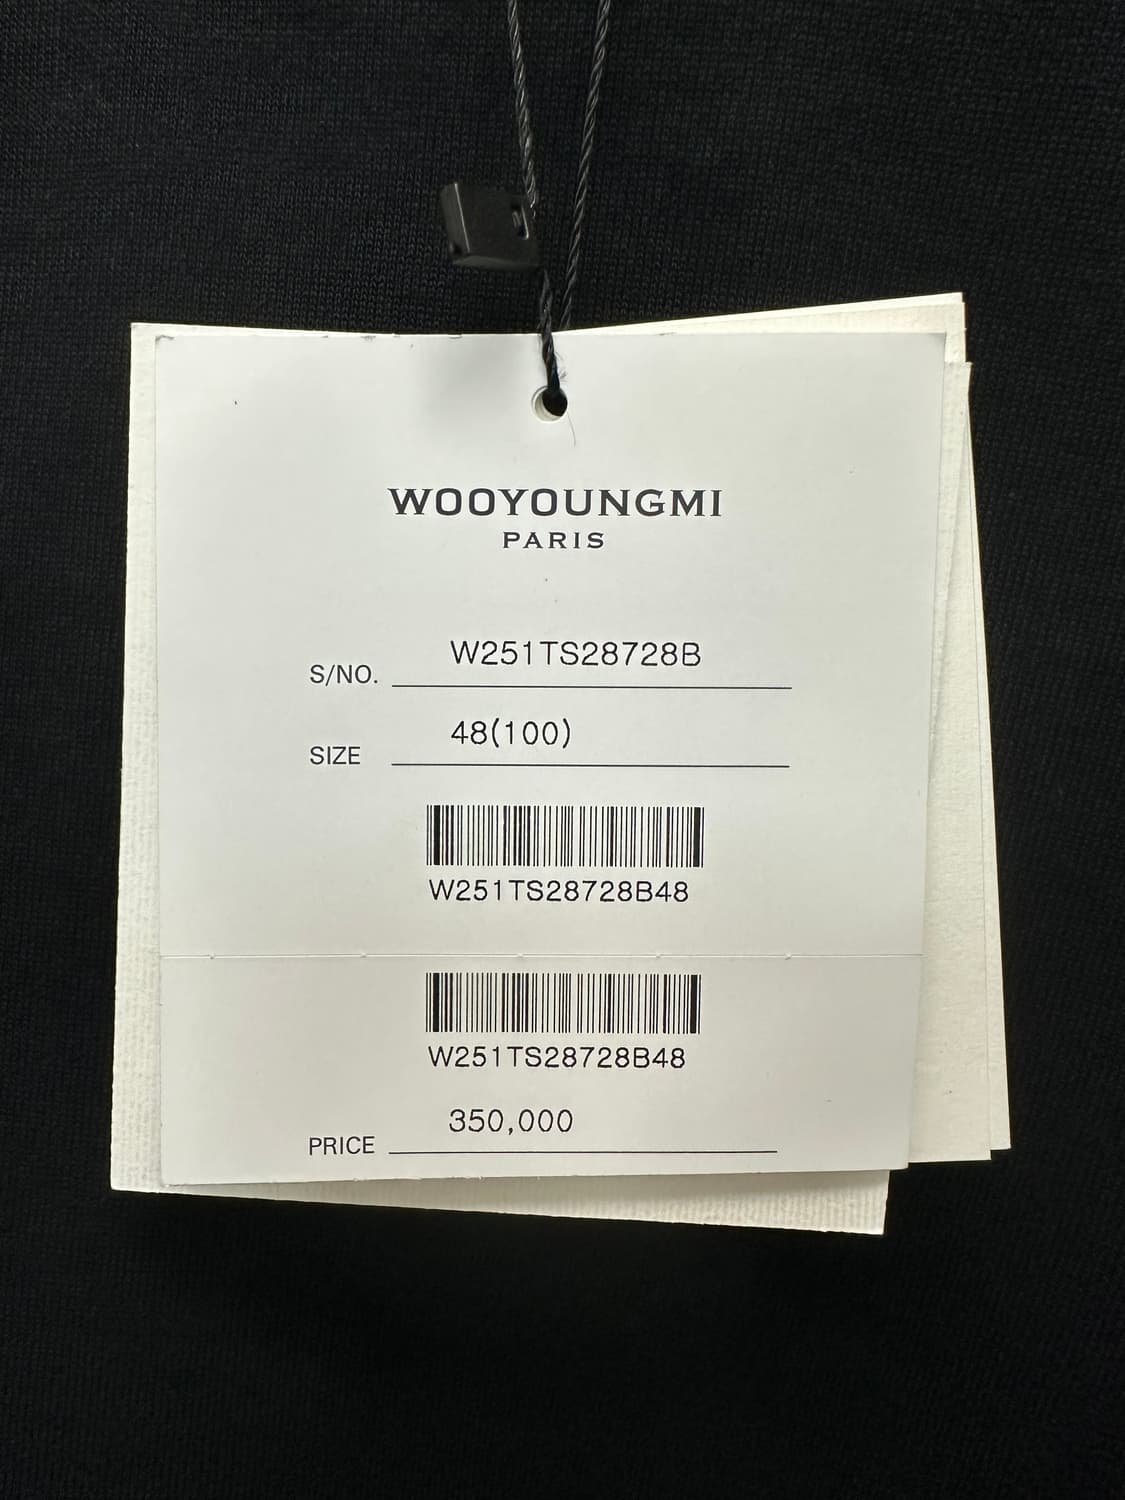 WOOYOUNGMI
PARIS
S/NO. W251TS28728B
SIZE 48(100)
W251TS28728B48
W251TS28728B48
PRICE 350,000